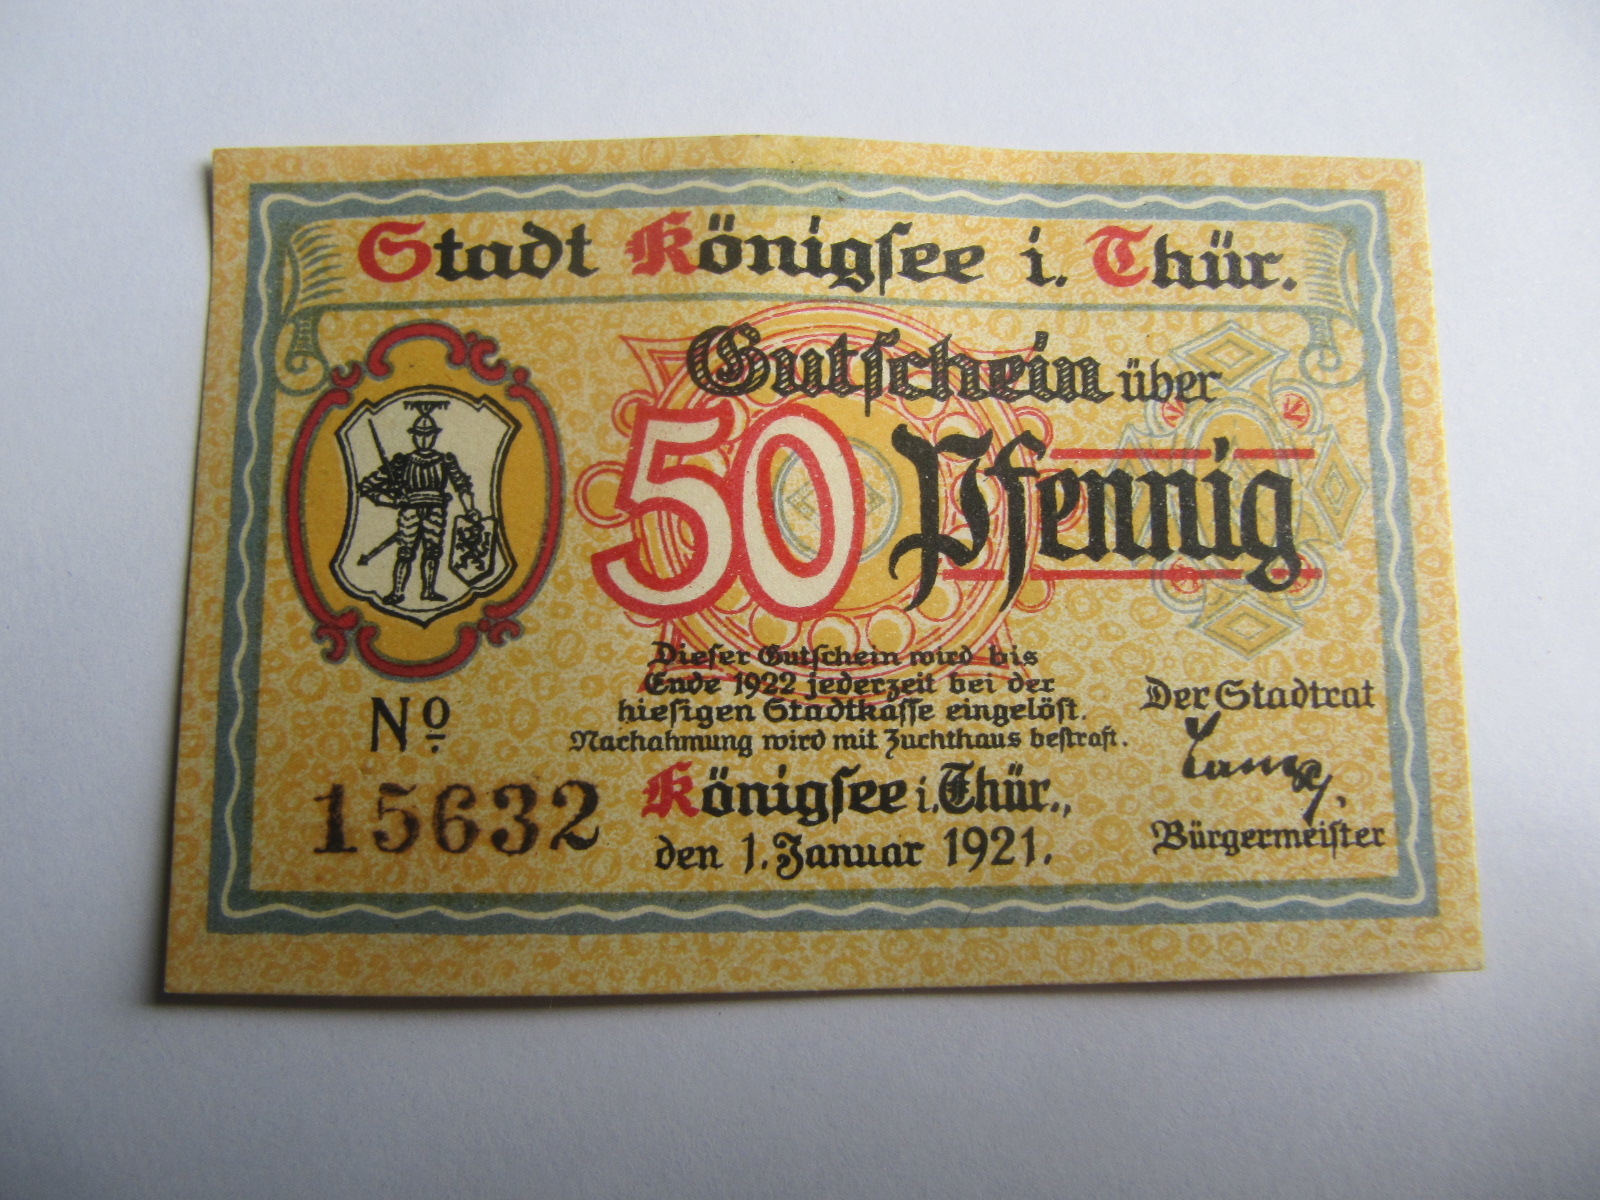 Stadt Königsee i. Thür.
Gutschein über
50 Pfennig
Dieser Gutschein wird bis
Ende 1922 jederzeit bei der
hiesigen Stadtkasse eingelöst.
Nachahmung wird mit Zuchthaus bestraft.
Königsee i. Thür.,
den 1. Januar 1921.
No
15632
Der Stadtrat
Bürgermeister